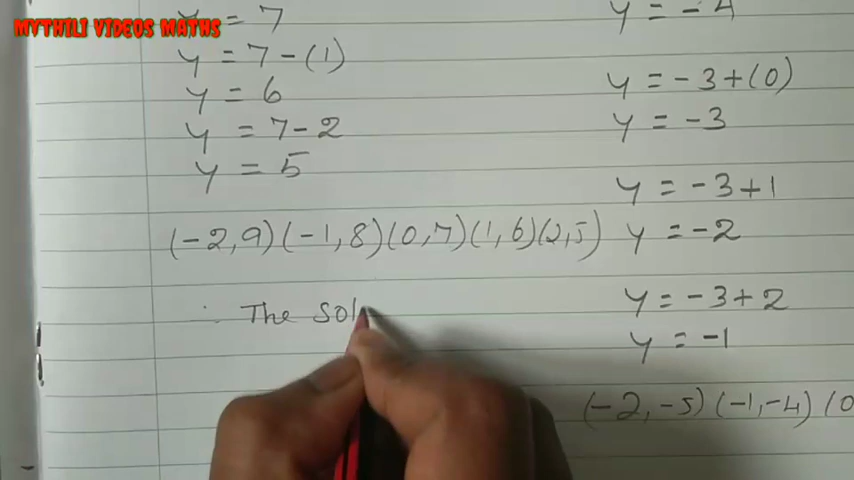 MYTHILI VIDEOS MATHS
y = 7
y = 7 - (1)
y = 6
y = 7 - 2
y = 5
(-2,9)(-1,8)(0,7)(1,6)(2,5)
∴ The Sol
y = -4
y = -3+(0)
y = -3
y = -3+1
y = -2
y = -3+2
y = -1
(-2,-5)(-1,-4)(0